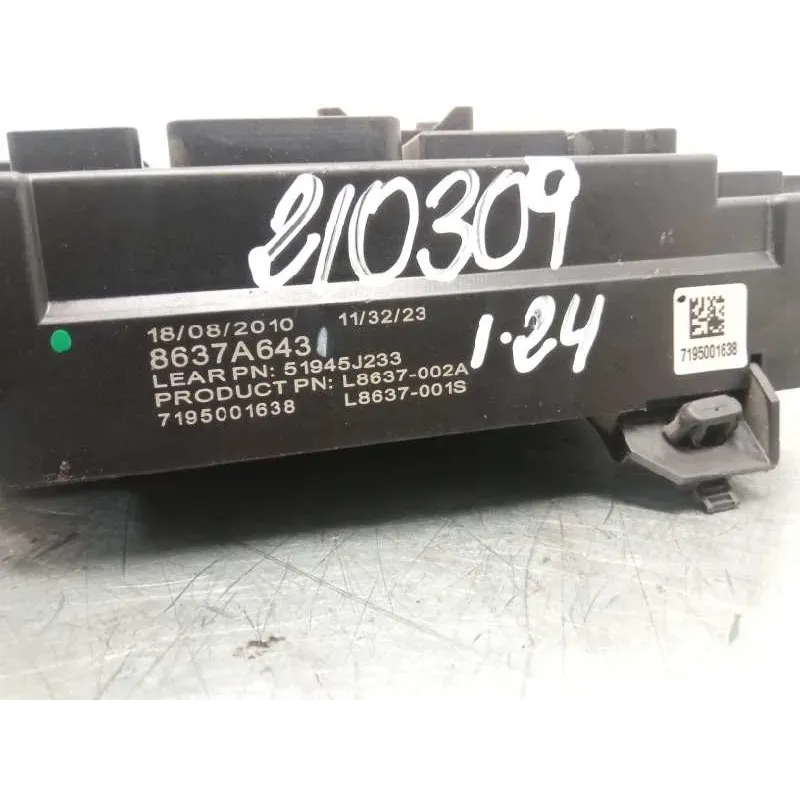 210309
1-24
18/08/2010 11/32/23
8637A643
LEAR PN: 51945J233
PRODUCT PN: L8637-002A
7195001638 L8637-001S
7195001638